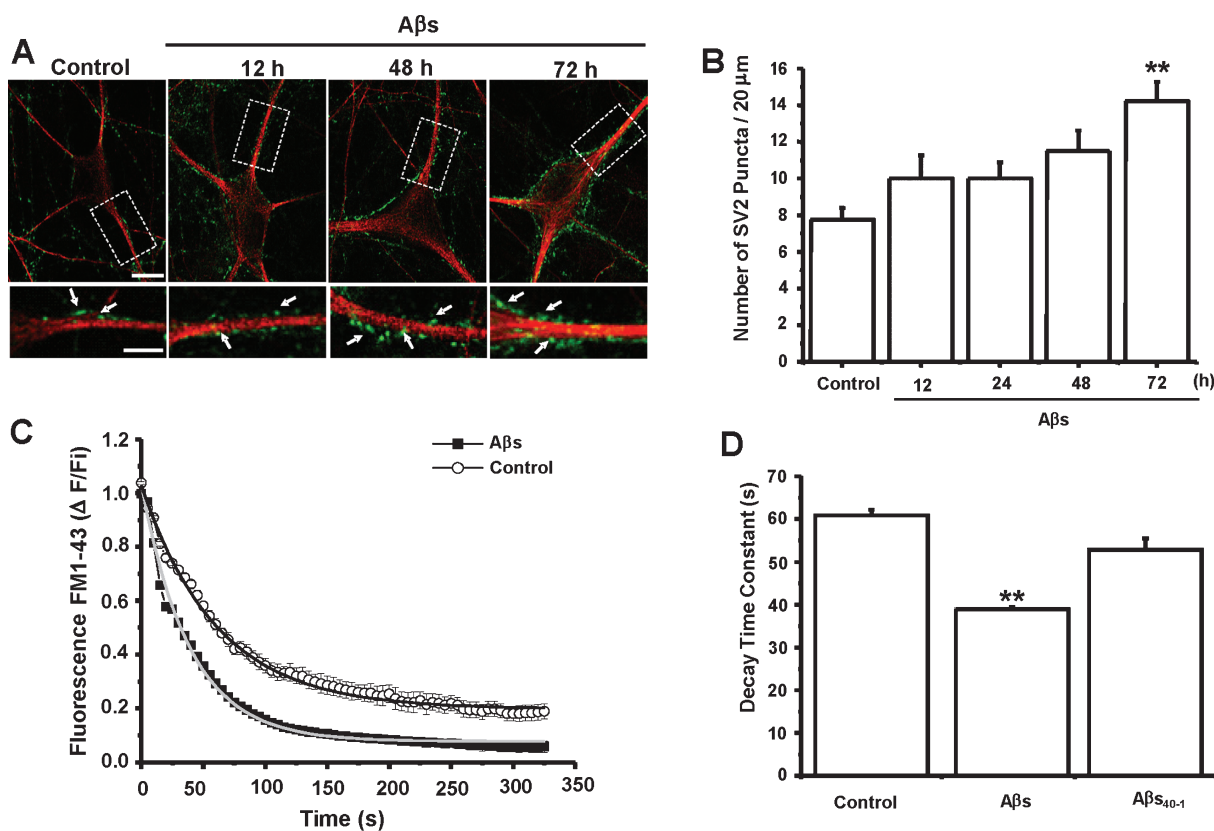 A
Aβs
Control
12 h
48 h
72 h
B
Number of SV2 Puncta / 20 μm
16
14
12
10
8
6
4
2
0
**
Control
12
24
48
72
(h)
Aβs
C
Fluorescence FM1-43 (Δ F/Fi)
1.2
1.0
0.8
0.6
0.4
0.2
0.0
Aβs
Control
0
50
100
150
200
250
300
350
Time (s)
D
Decay Time Constant (s)
70
60
50
40
30
20
10
0
**
Control
Aβs
Aβs40-1